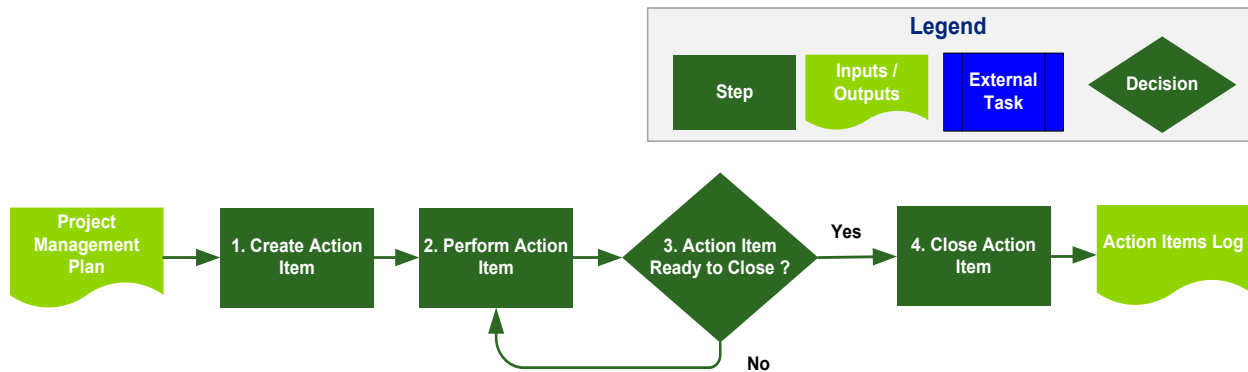 Legend
Step
Inputs /
Outputs
External
Task
Decision
Project
Management
Plan
1. Create Action
Item
2. Perform Action
Item
3. Action Item
Ready to Close ?
Yes
No
4. Close Action
Item
Action Items Log